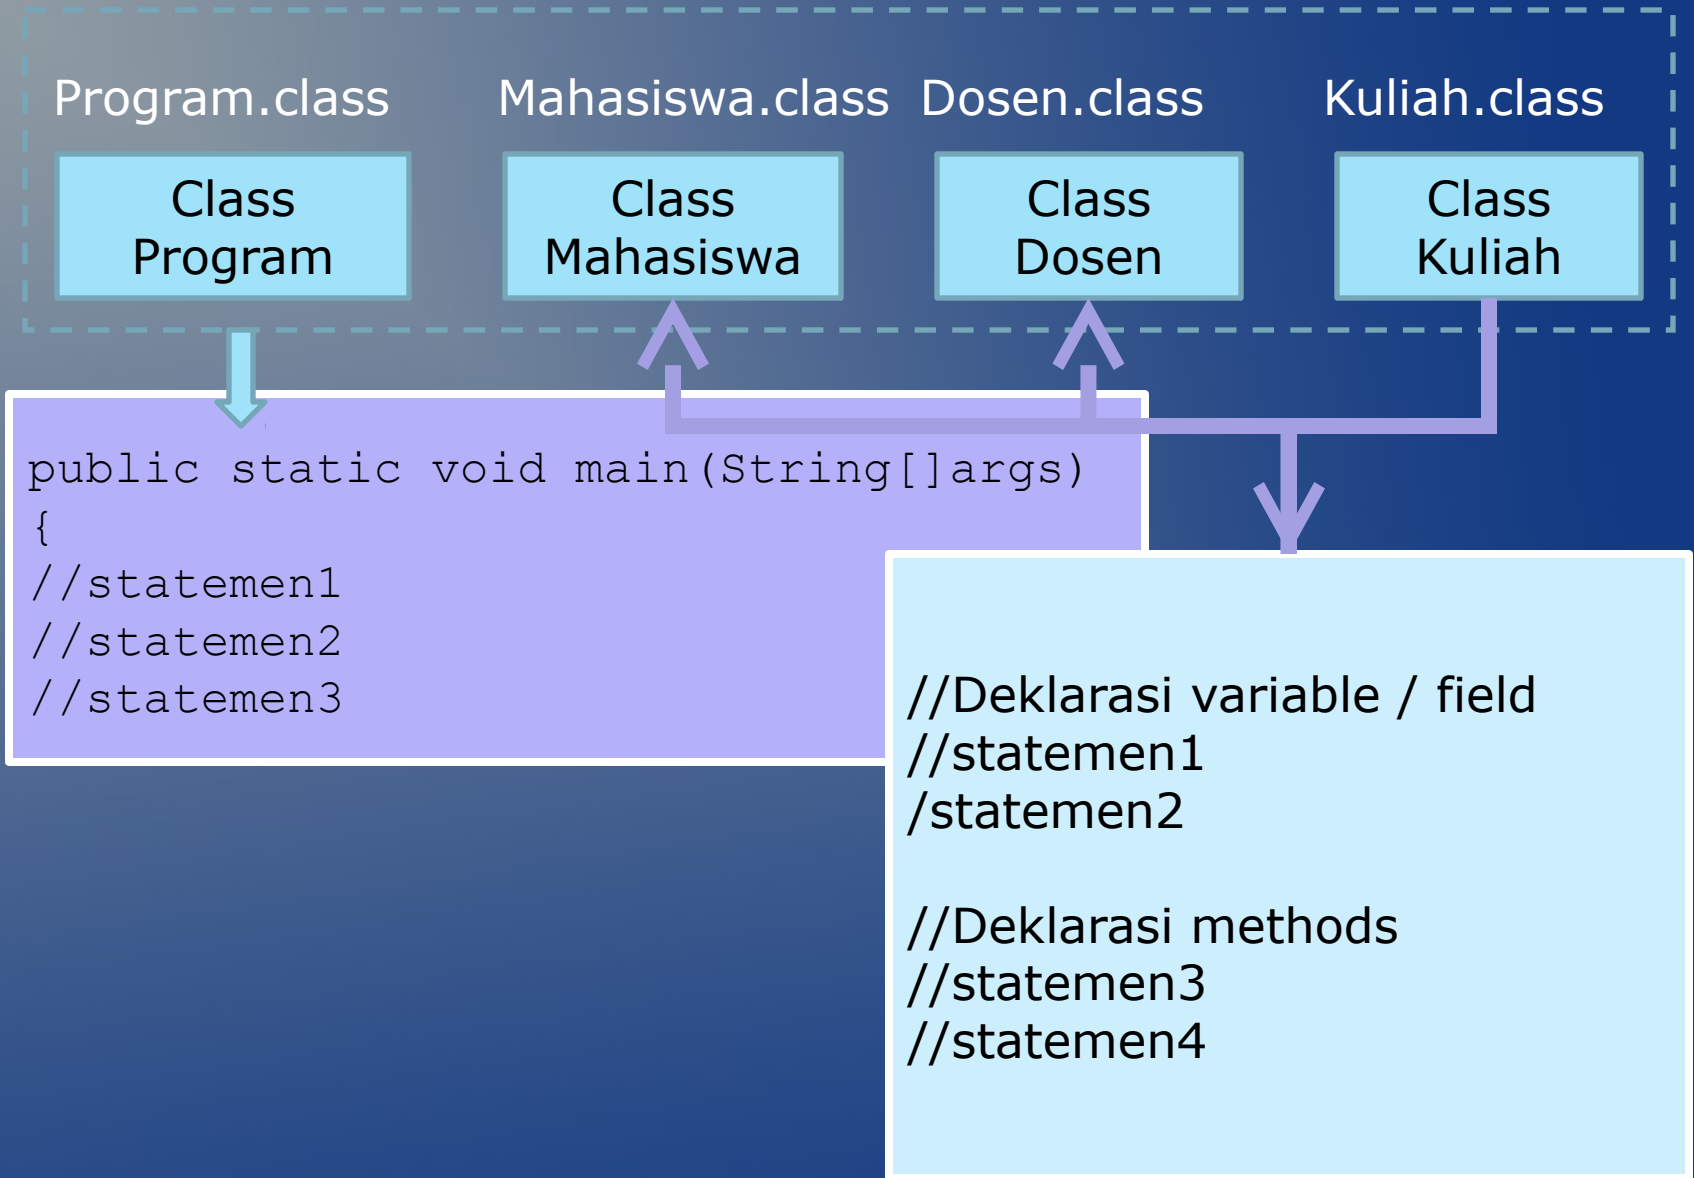 Program.class
Mahasiswa.class
Dosen.class
Kuliah.class
Class
Program
Class
Mahasiswa
Class
Dosen
Class
Kuliah
public static void main(String[]args)
{
//statemen1
//statemen2
//statemen3
//Deklarasi variable / field
//statemen1
/statemen2
//Deklarasi methods
//statemen3
//statemen4